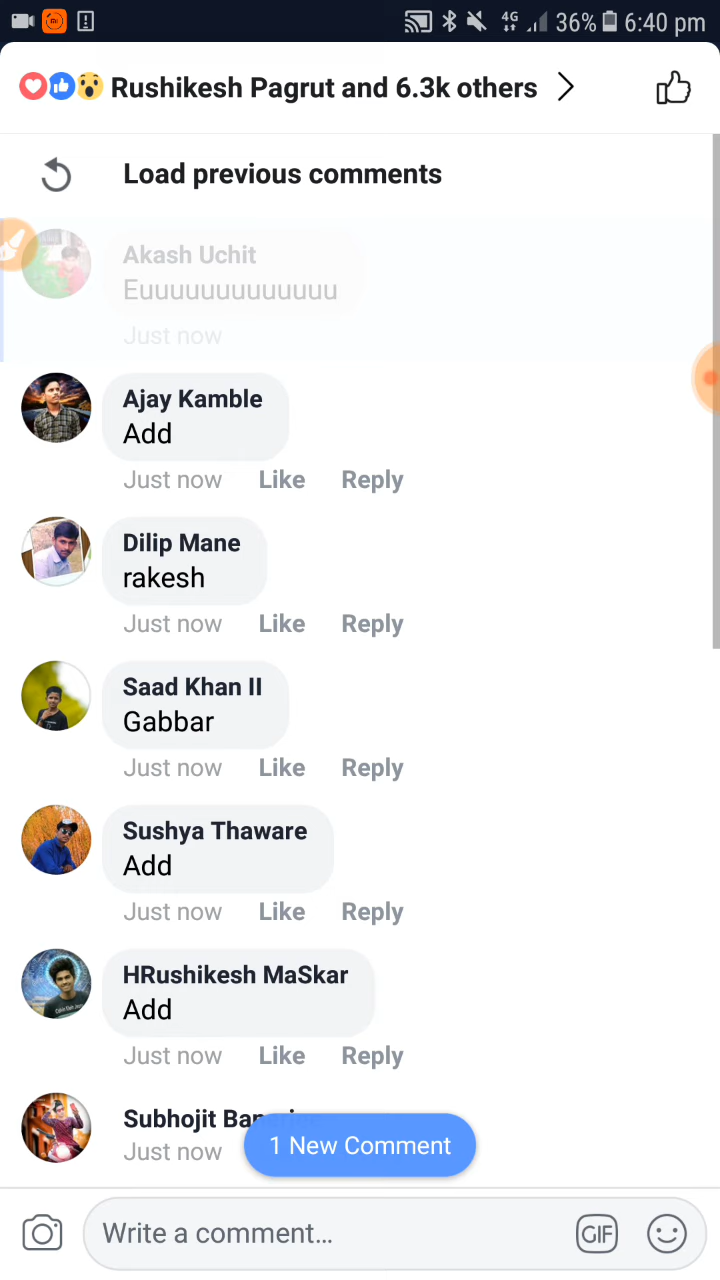 4G 36% 6:40 pm
Rushikesh Pagrut and 6.3k others
Load previous comments
Akash Uchit
Euuuuuuuuuuuuu
Just now
Ajay Kamble
Add
Just now Like Reply
Dilip Mane
rakesh
Just now Like Reply
Saad Khan II
Gabbar
Just now Like Reply
Sushya Thaware
Add
Just now Like Reply
HRushikesh MaSkar
Add
Just now Like Reply
Subhojit Banerjee
Just now
1 New Comment
Write a comment...
GIF